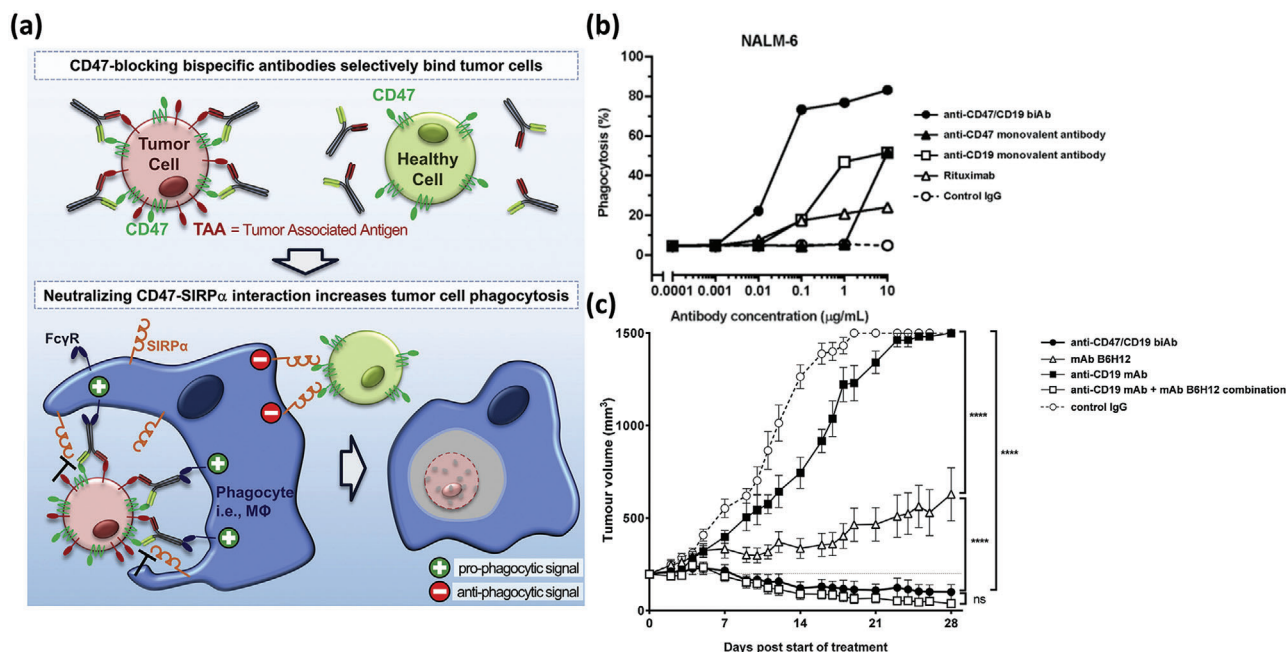 (a)
CD47-blocking bispecific antibodies selectively bind tumor cells
CD47
Tumor
Cell
Healthy
Cell
CD47
TAA = Tumor Associated Antigen
Neutralizing CD47-SIRPα interaction increases tumor cell phagocytosis
FcγR
SIRPα
Phagocyte
i.e., MΦ
pro-phagocytic signal
anti-phagocytic signal
(b)
NALM-6
Phagocytosis (%)
100
80
60
40
20
0
0.0001 0.001 0.01 0.1 1 10
Antibody concentration (μg/mL)
anti-CD47/CD19 biAb
anti-CD47 monovalent antibody
anti-CD19 monovalent antibody
Rituximab
Control IgG
(c)
Tumour volume (mm³)
1500
1000
500
0
0 7 14 21 28
Days post start of treatment
****
****
****
ns
anti-CD47/CD19 biAb
mAb B6H12
anti-CD19 mAb
anti-CD19 mAb + mAb B6H12 combination
control IgG